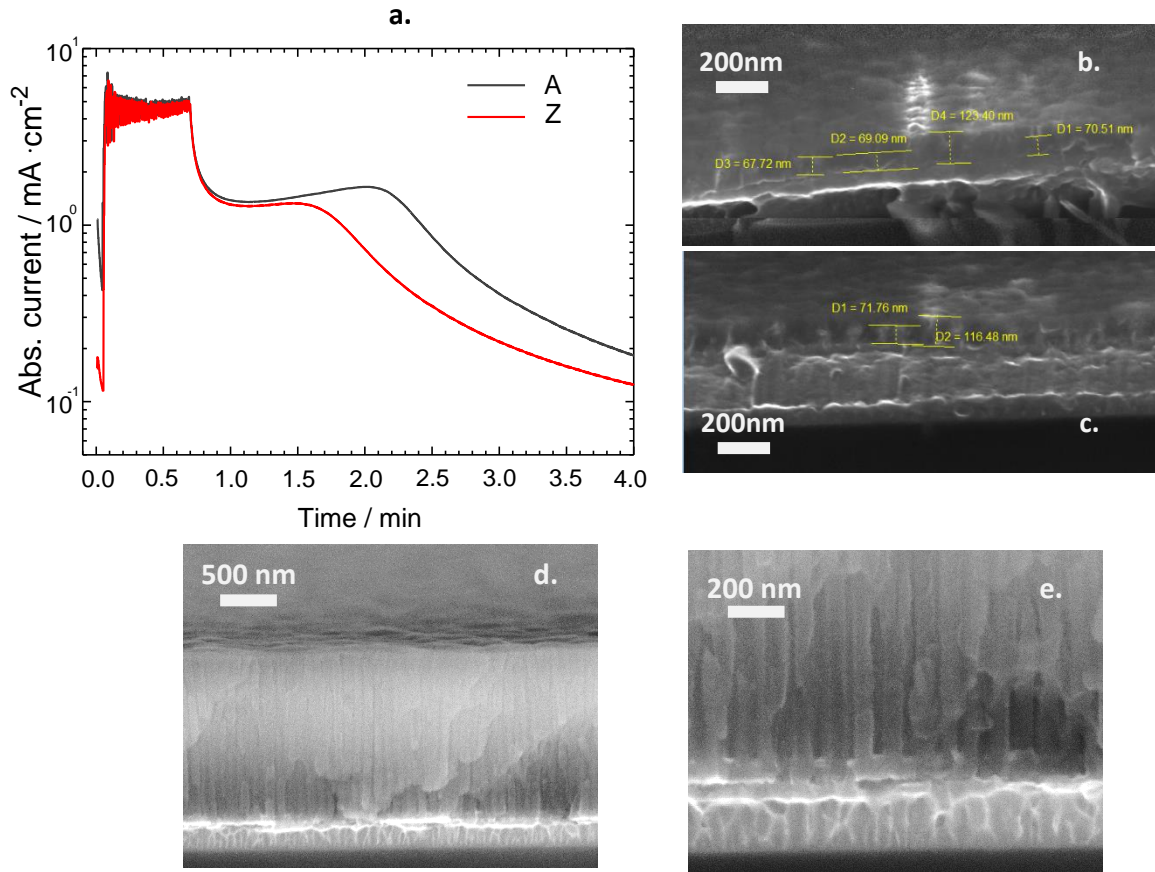 a.
10¹
10⁰
10⁻¹
Abs. current / mA ·cm⁻²
A
Z
0.0 0.5 1.0 1.5 2.0 2.5 3.0 3.5 4.0
Time / min
200nm
b.
D4 = 123.40 nm
D2 = 69.09 nm
D1 = 70.51 nm
D3 = 67.72 nm
D1 = 71.76 nm
D2 = 116.48 nm
200nm
c.
500 nm
d.
200 nm
e.